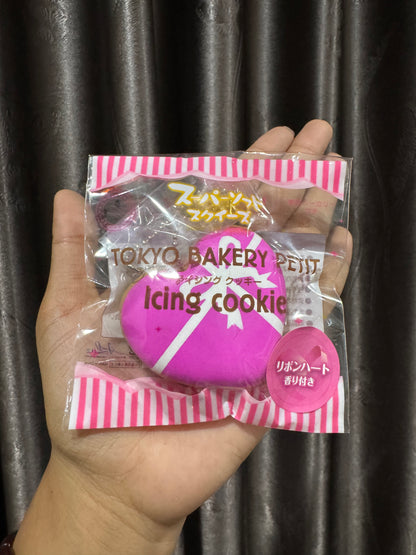 スーパーソフト
スクイーズ
TOKYO BAKERY PETIT
アイシング クッキー
Icing cookie
リボンハート
香り付き